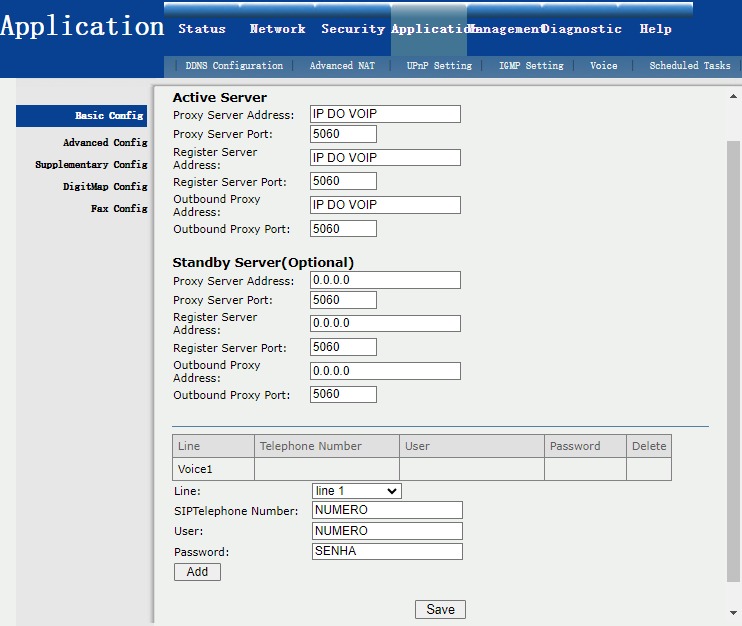 Application
Status Network Security Application Management Diagnostic Help
| DDNS Configuration | Advanced NAT | UPnP Setting | IGMP Setting | Voice | Scheduled Tasks |
Basic Config
Advanced Config
Supplementary Config
DigitMap Config
Fax Config
Active Server
Proxy Server Address: IP DO VOIP
Proxy Server Port: 5060
Register Server
Address: IP DO VOIP
Register Server Port: 5060
Outbound Proxy
Address: IP DO VOIP
Outbound Proxy Port: 5060
Standby Server(Optional)
Proxy Server Address: 0.0.0.0
Proxy Server Port: 5060
Register Server
Address: 0.0.0.0
Register Server Port: 5060
Outbound Proxy
Address: 0.0.0.0
Outbound Proxy Port: 5060
Line Telephone Number User Password Delete
Voice1
Line: line 1
SIPTelephone Number: NUMERO
User: NUMERO
Password: SENHA
Add
Save